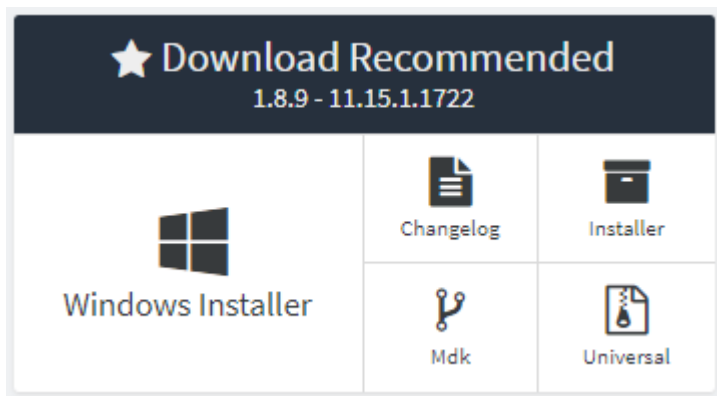 Download Recommended
1.8.9 - 11.15.1.1722
Windows Installer
Changelog
Installer
Mdk
Universal